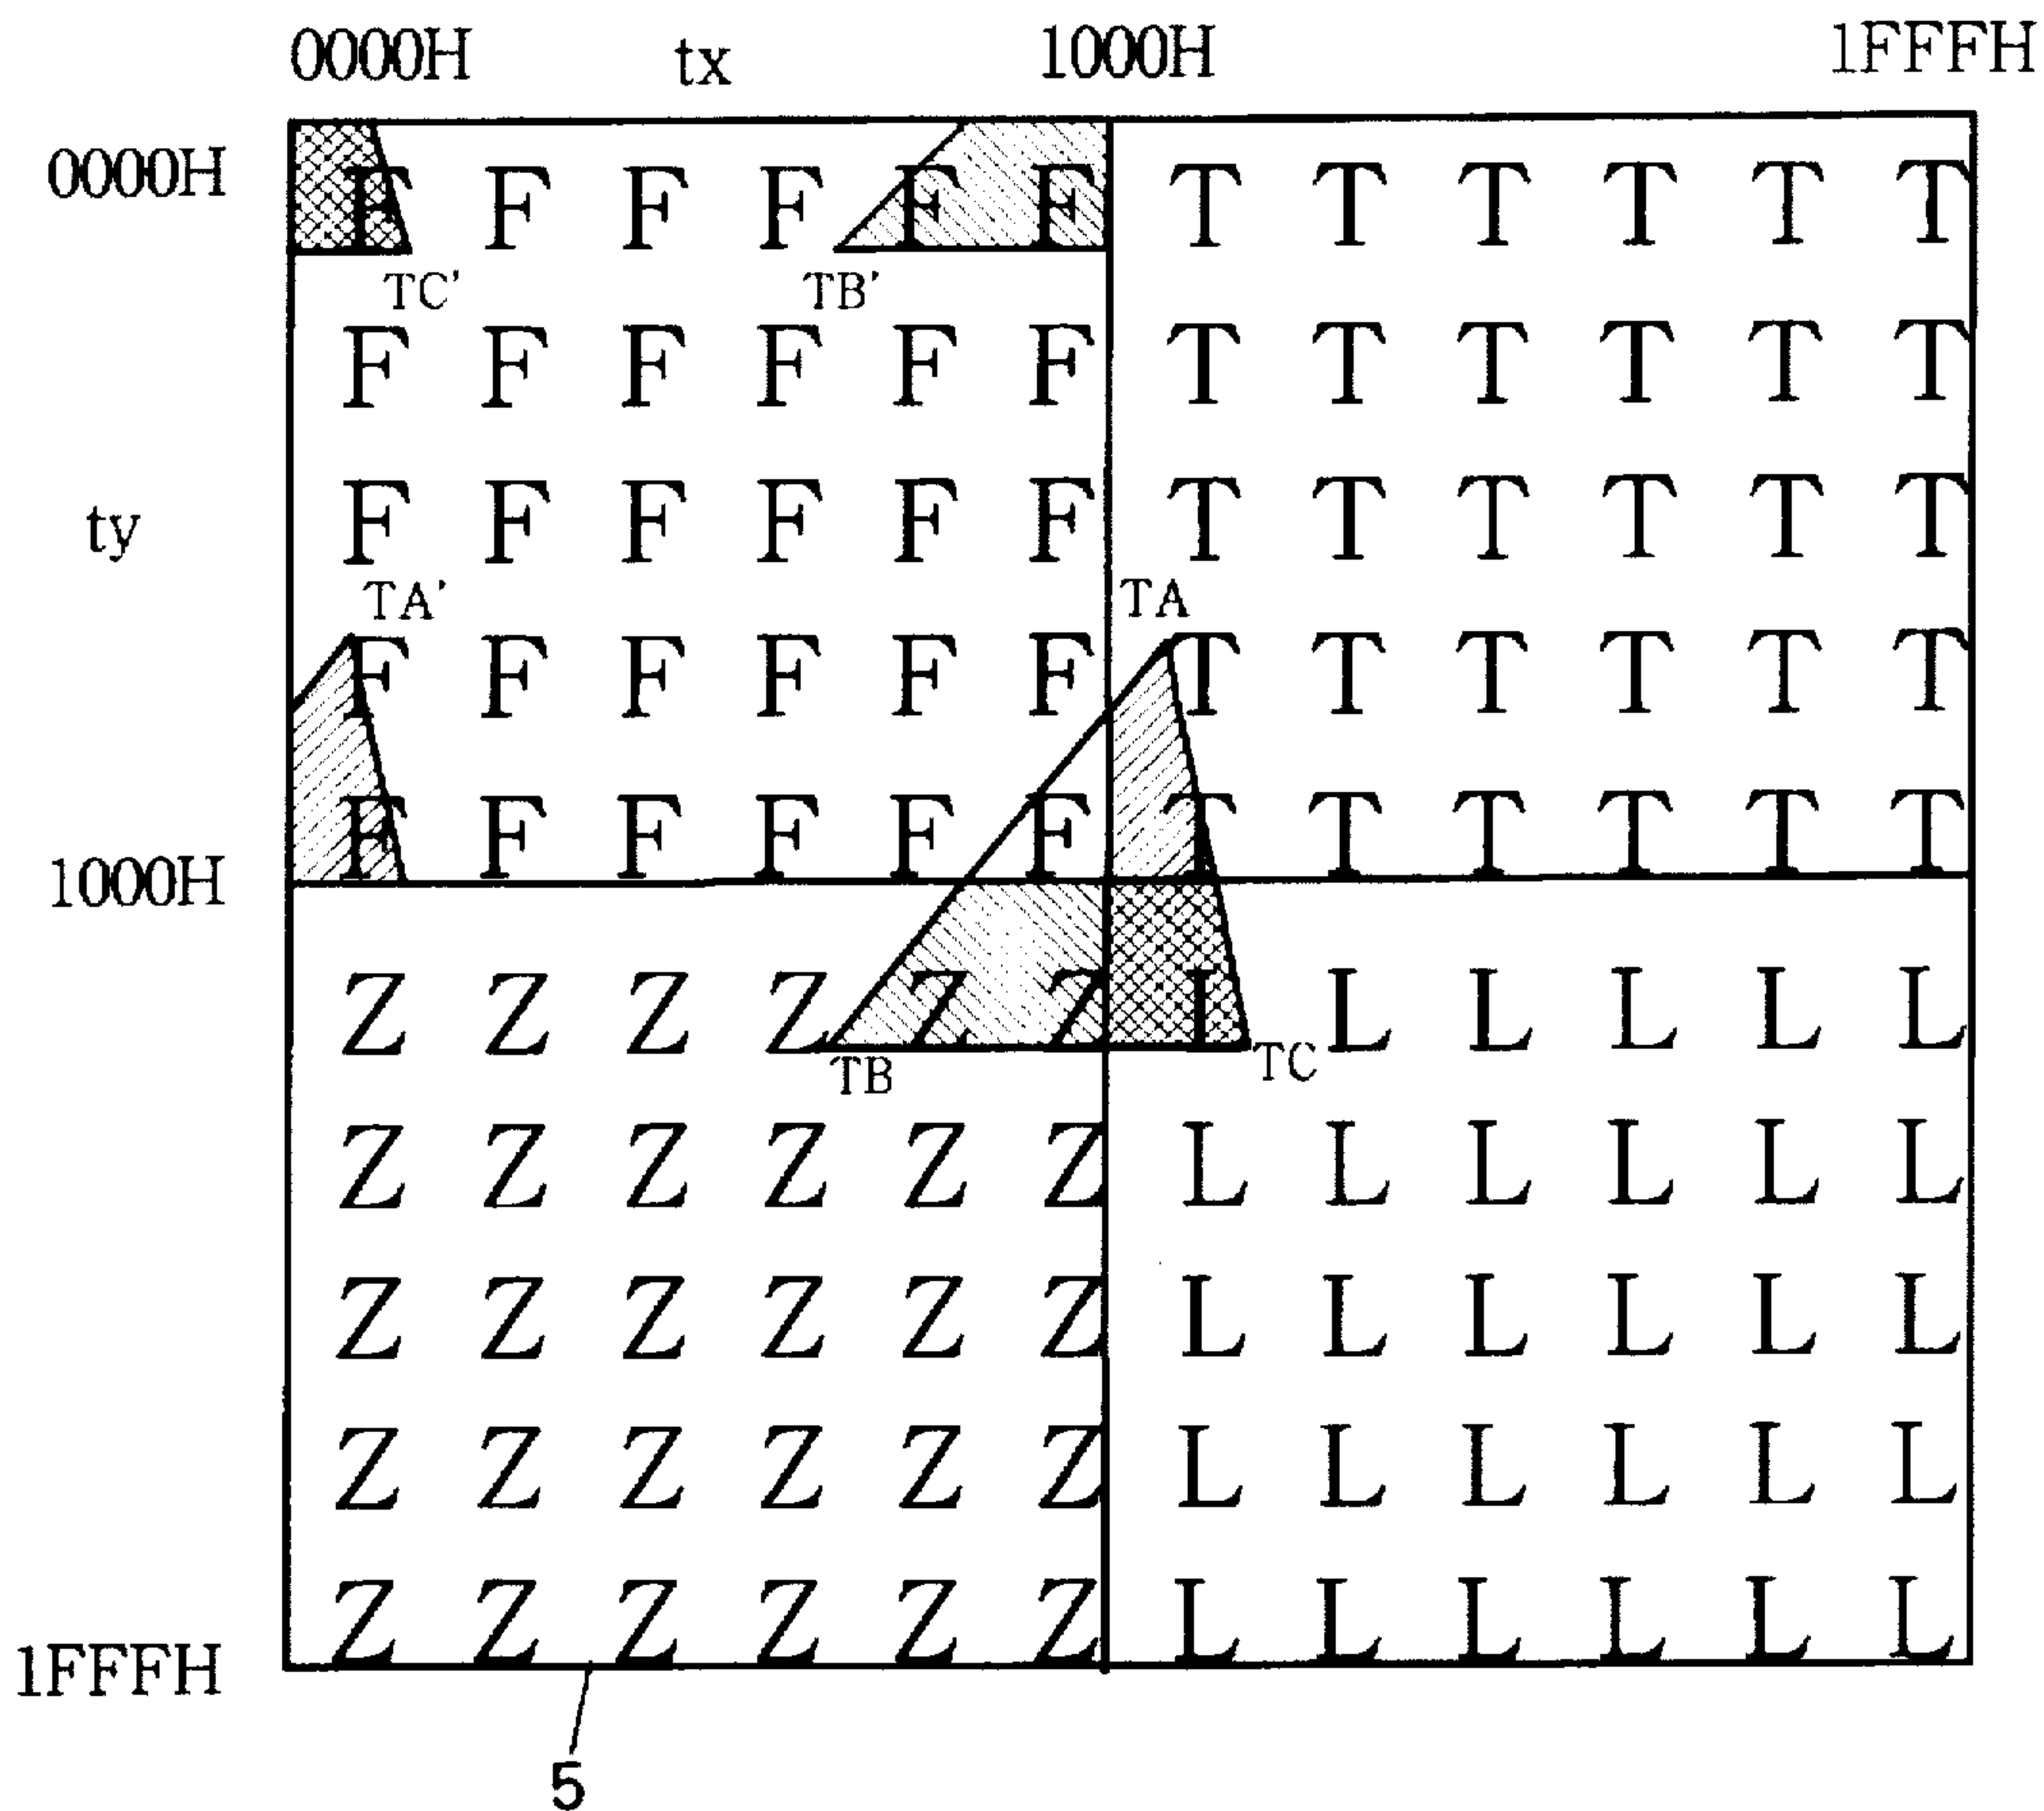 0000H tx 1000H 1FFFH
0000H F F F F F F T T T T T T
TC' TB'
F F F F F F T T T T T T
ty F F F F F F T T T T T T
TA' TA
F F F F F F T T T T T T
F F F F F F T T T T T T
1000H
Z Z Z Z Z Z L L L L L L
TB TC
Z Z Z Z Z Z L L L L L L
Z Z Z Z Z Z L L L L L L
Z Z Z Z Z Z L L L L L L
Z Z Z Z Z Z L L L L L L
1FFFH
5